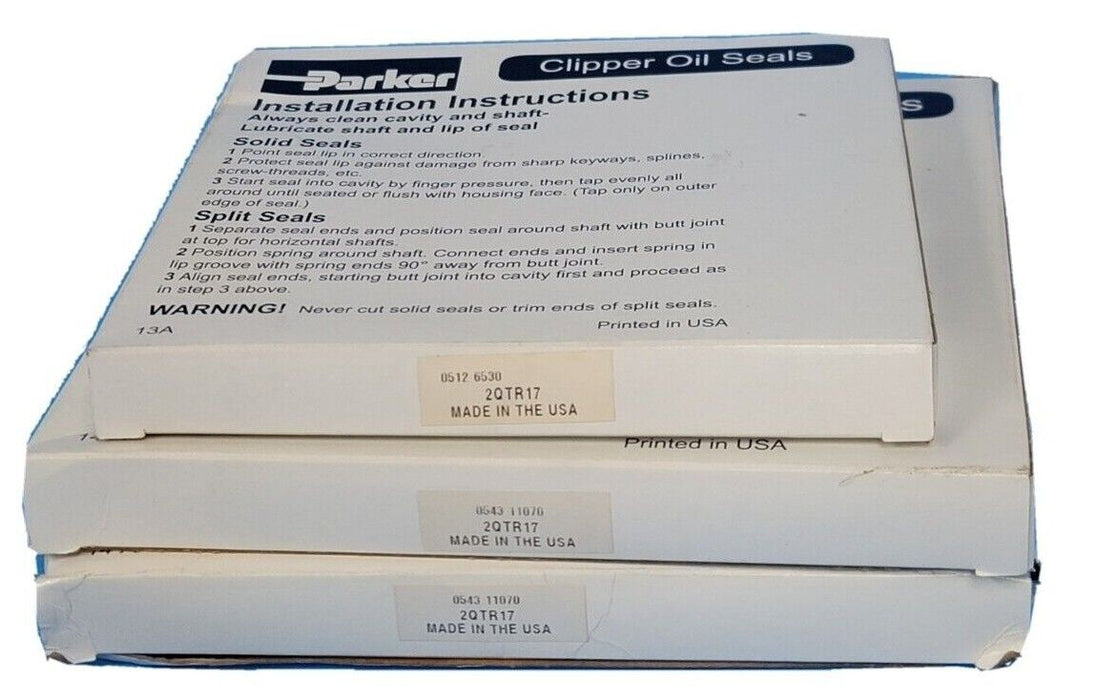 Parker
Clipper Oil Seals
Installation Instructions
Always clean cavity and shaft-
Lubricate shaft and lip of seal
Solid Seals
1 Point seal lip in correct direction.
2 Protect seal lip against damage from sharp keyways, splines,
screw-threads, etc.
3 Start seal into cavity by finger pressure, then tap evenly all
around until seated or flush with housing face. (Tap only on outer
edge of seal.)
Split Seals
1 Separate seal ends and position seal around shaft with butt joint
at top for horizontal shafts.
2 Position spring around shaft. Connect ends and insert spring in
lip groove with spring ends 90° away from butt joint.
3 Align seal ends, starting butt joint into cavity first and proceed as
in step 3 above.
WARNING! Never cut solid seals or trim ends of split seals.
13A
Printed in USA
0512 6530
2QTR17
MADE IN THE USA
s
Printed in USA
0543 11070
2QTR17
MADE IN THE USA
0543 11070
2QTR17
MADE IN THE USA